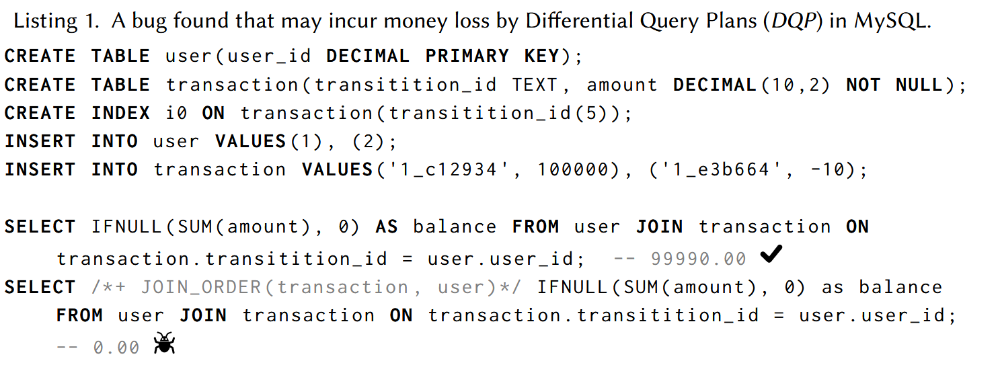 Listing 1. A bug found that may incur money loss by Differential Query Plans (DQP) in MySQL.
CREATE TABLE user(user_id DECIMAL PRIMARY KEY);
CREATE TABLE transaction(transitition_id TEXT, amount DECIMAL(10,2) NOT NULL);
CREATE INDEX i0 ON transaction(transitition_id(5));
INSERT INTO user VALUES(1), (2);
INSERT INTO transaction VALUES('1_c12934', 100000), ('1_e3b664', -10);
SELECT IFNULL(SUM(amount), 0) AS balance FROM user JOIN transaction ON
transaction.transitition_id = user.user_id; -- 99990.00 ✔
SELECT /*+ JOIN_ORDER(transaction, user)*/ IFNULL(SUM(amount), 0) as balance
FROM user JOIN transaction ON transaction.transitition_id = user.user_id;
-- 0.00